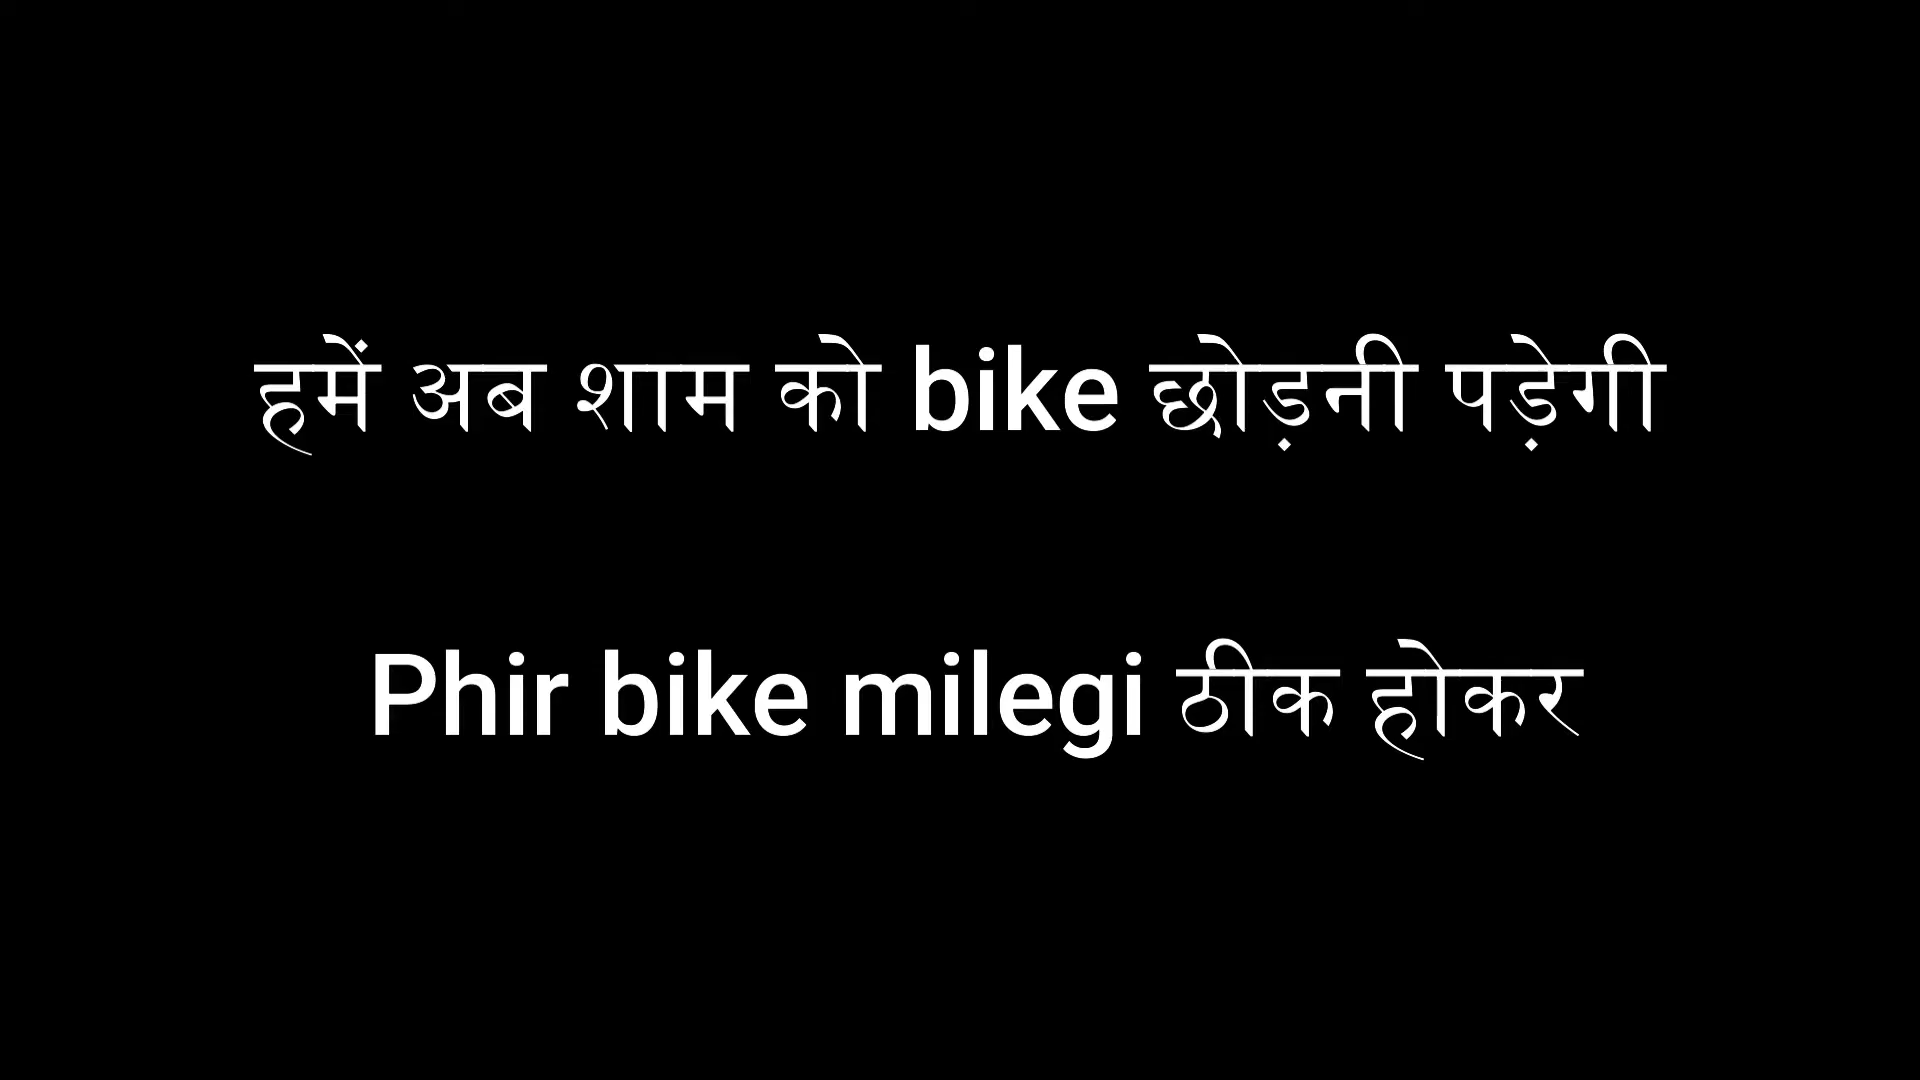 हमें अब शाम को bike छोड़नी पड़ेगी
Phir bike milegi ठीक होकर